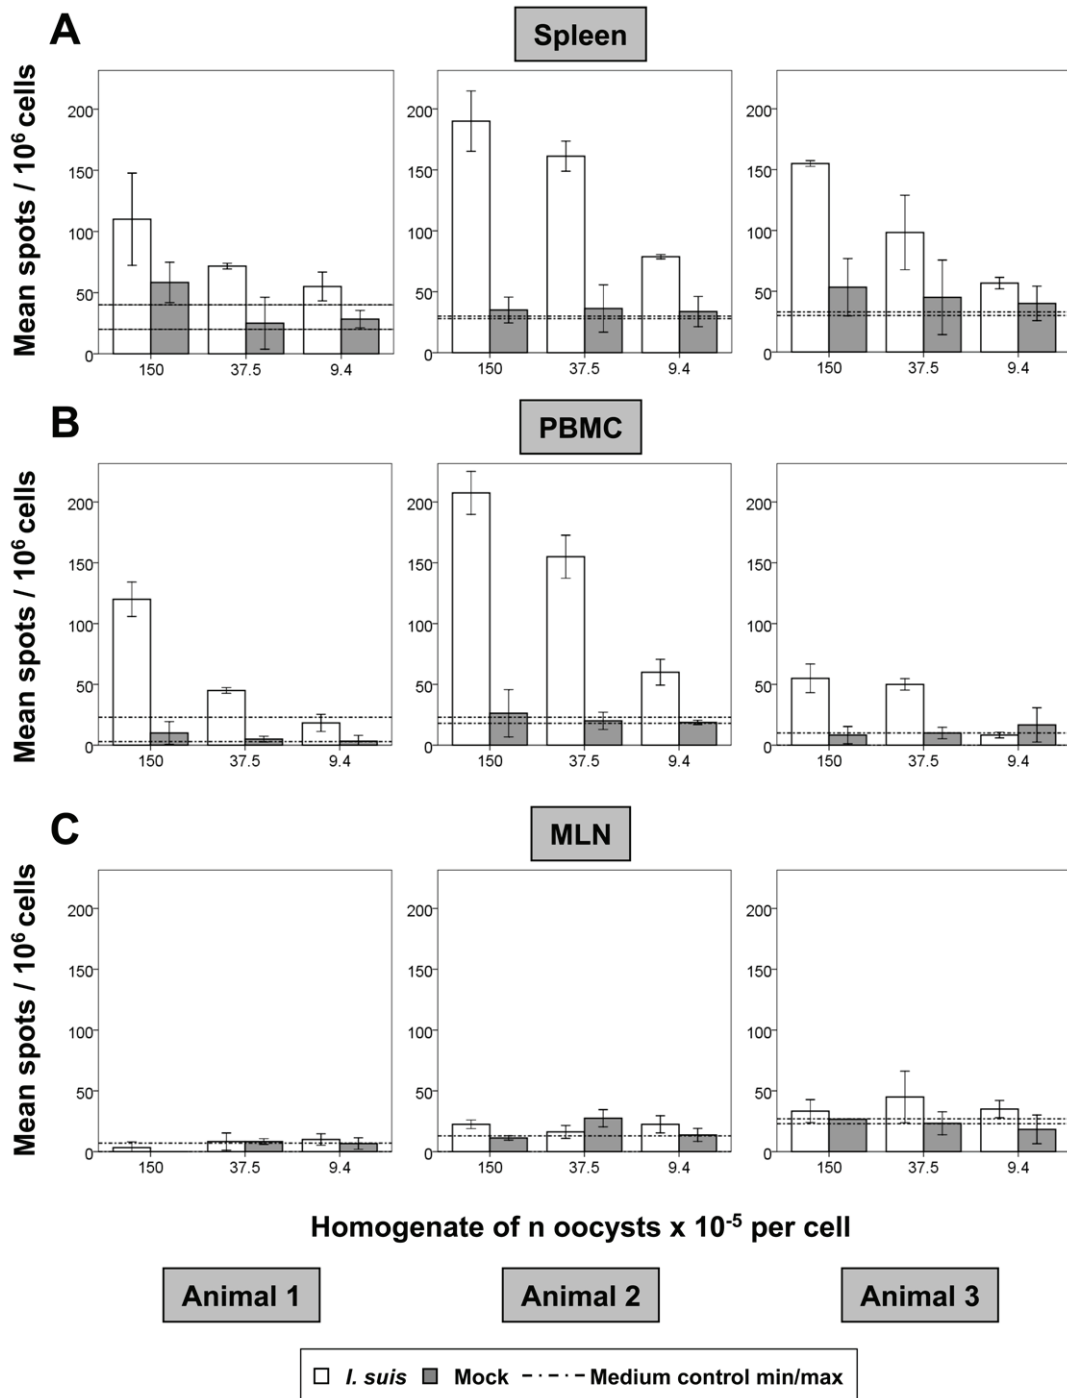 A
Spleen
Mean spots / 10⁶ cells
200
150
100
50
0
150 37.5 9.4
200
150
100
50
0
150 37.5 9.4
200
150
100
50
0
150 37.5 9.4
B
PBMC
Mean spots / 10⁶ cells
200
150
100
50
0
150 37.5 9.4
200
150
100
50
0
150 37.5 9.4
200
150
100
50
0
150 37.5 9.4
C
MLN
Mean spots / 10⁶ cells
200
150
100
50
0
150 37.5 9.4
200
150
100
50
0
150 37.5 9.4
200
150
100
50
0
150 37.5 9.4
Homogenate of n oocysts x 10⁻⁵ per cell
Animal 1 Animal 2 Animal 3
I. suis Mock Medium control min/max